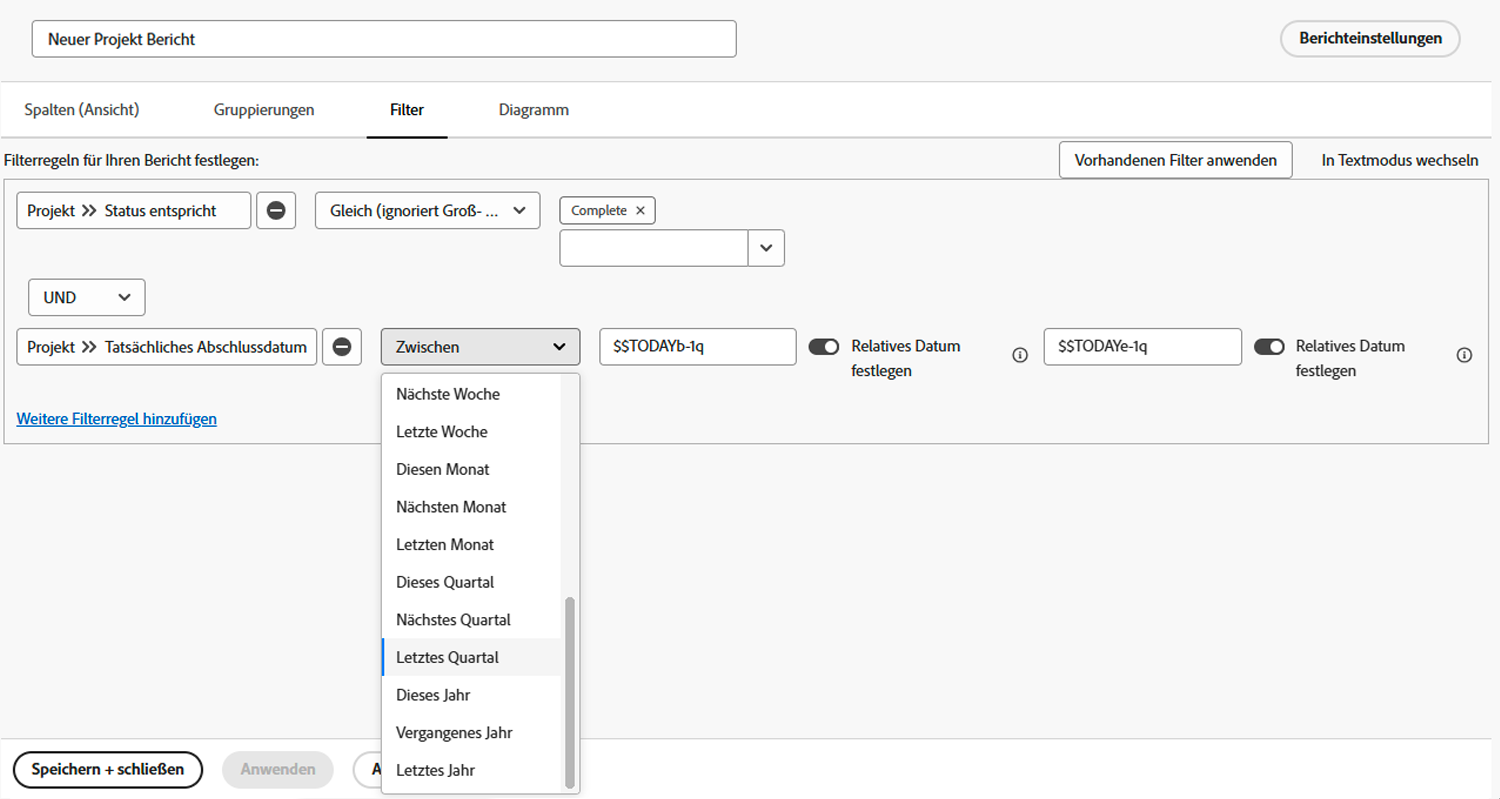 Neuer Projekt Bericht
Berichteinstellungen
Spalten (Ansicht)
Gruppierungen
Filter
Diagramm
Filterregeln für Ihren Bericht festlegen:
Vorhandenen Filter anwenden
In Textmodus wechseln
Projekt >> Status entspricht
Gleich (ignoriert Groß- ...
Complete ×
UND
Projekt >> Tatsächliches Abschlussdatum
Zwischen
$$TODAYb-1q
Relatives Datum
festlegen
$$TODAYe-1q
Relatives Datum
festlegen
Weitere Filterregel hinzufügen
Nächste Woche
Letzte Woche
Diesen Monat
Nächsten Monat
Letzten Monat
Dieses Quartal
Nächstes Quartal
Letztes Quartal
Dieses Jahr
Vergangenes Jahr
Letztes Jahr
Speichern + schließen
Anwenden